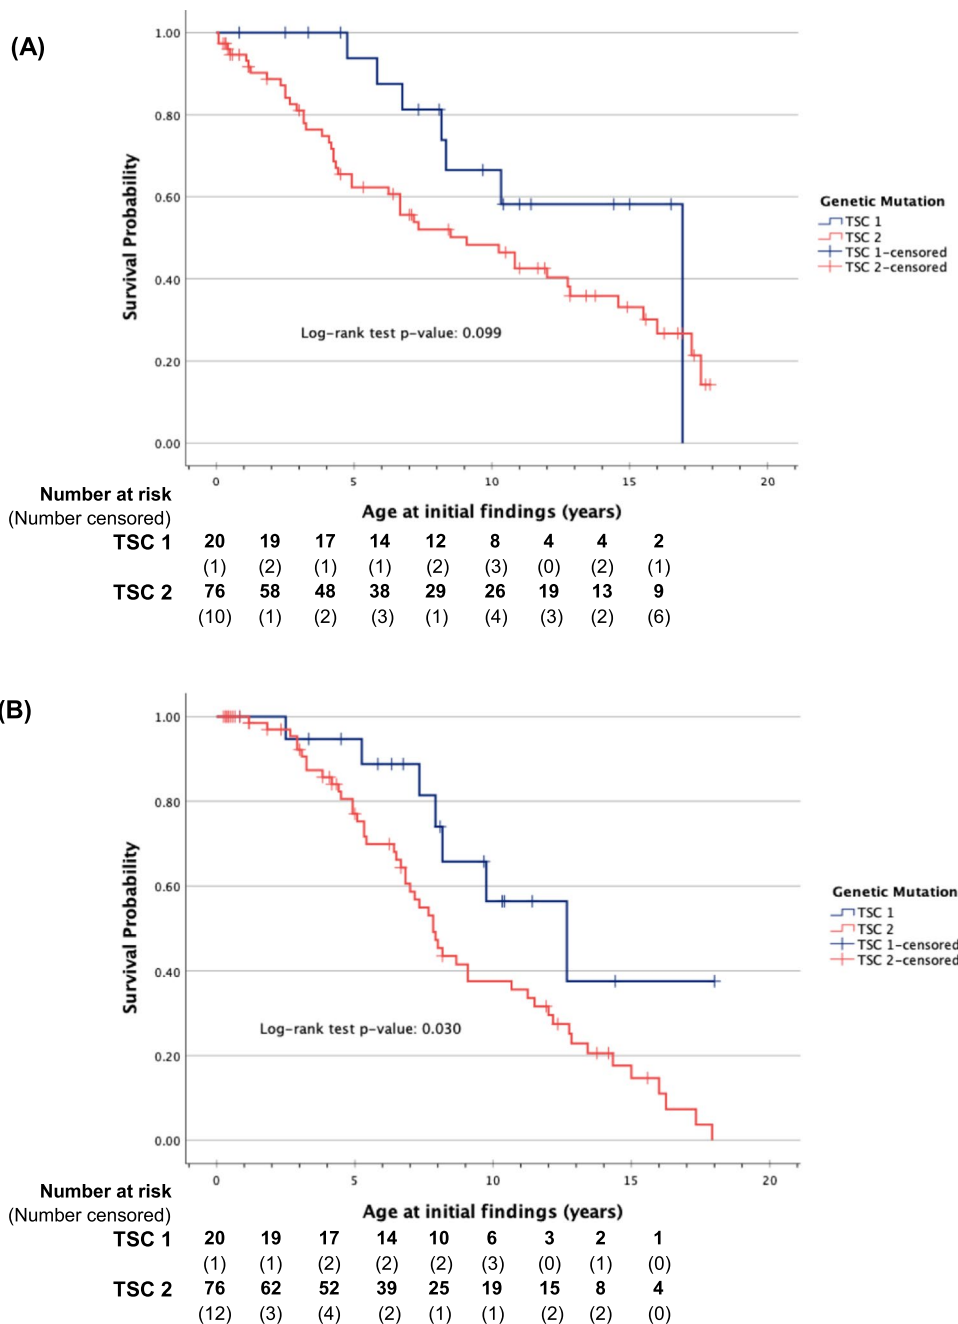 (A)
1.00
0.80
0.60
0.40
0.20
0.00
Survival Probability
Log-rank test p-value: 0.099
Genetic Mutation
TSC 1
TSC 2
TSC 1-censored
TSC 2-censored
0 5 10 15 20
Age at initial findings (years)
Number at risk
(Number censored)
TSC 1 20 19 17 14 12 8 4 4 2
(1) (2) (1) (1) (2) (3) (0) (2) (1)
TSC 2 76 58 48 38 29 26 19 13 9
(10) (1) (2) (3) (1) (4) (3) (2) (6)
(B)
1.00
0.80
0.60
0.40
0.20
0.00
Survival Probability
Log-rank test p-value: 0.030
Genetic Mutation
TSC 1
TSC 2
TSC 1-censored
TSC 2-censored
0 5 10 15 20
Age at initial findings (years)
Number at risk
(Number censored)
TSC 1 20 19 17 14 10 6 3 2 1
(1) (1) (2) (2) (2) (3) (0) (1) (0)
TSC 2 76 62 52 39 25 19 15 8 4
(12) (3) (4) (2) (1) (1) (2) (2) (0)